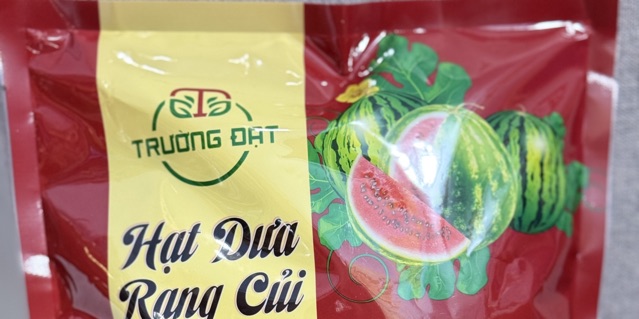 TRƯỜNG ĐẠT
Hạt Dưa
Rang Củi